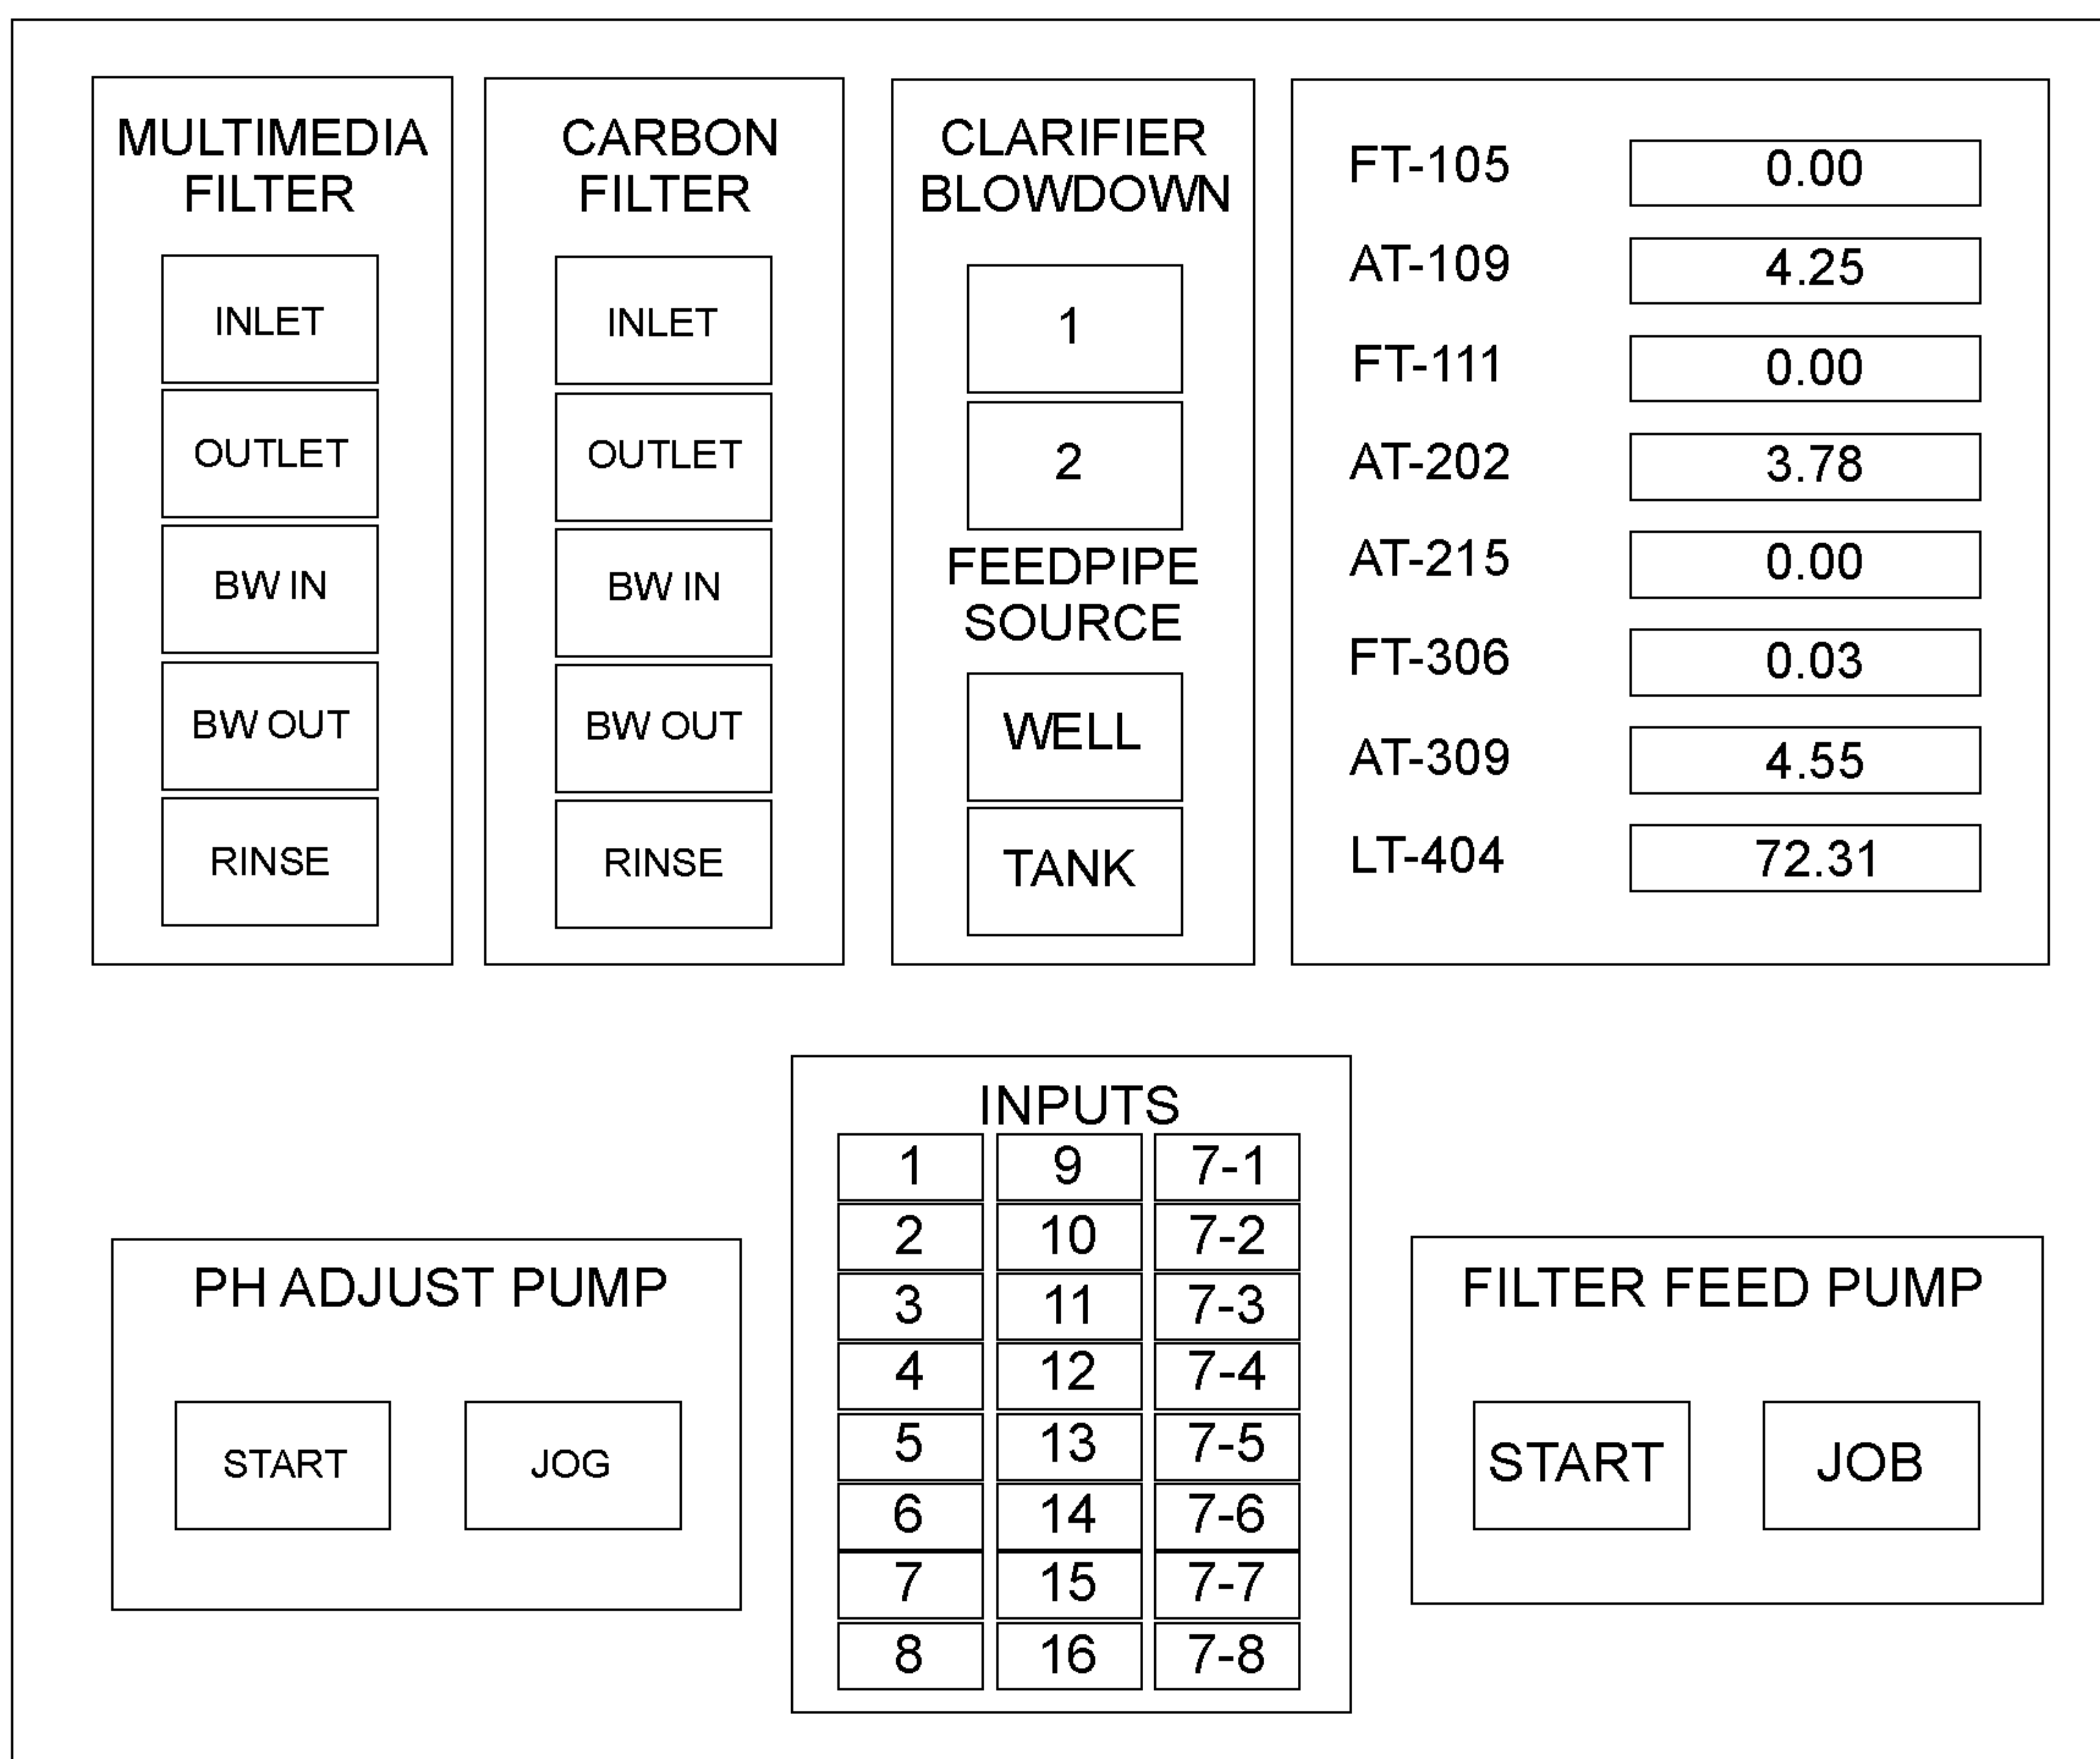 MULTIMEDIA
FILTER
INLET
OUTLET
BW IN
BW OUT
RINSE
CARBON
FILTER
INLET
OUTLET
BW IN
BW OUT
RINSE
CLARIFIER
BLOWDOWN
1
2
FEEDPIPE
SOURCE
WELL
TANK
FT-105 0.00
AT-109 4.25
FT-111 0.00
AT-202 3.78
AT-215 0.00
FT-306 0.03
AT-309 4.55
LT-404 72.31
PH ADJUST PUMP
START JOG
INPUTS
1 9 7-1
2 10 7-2
3 11 7-3
4 12 7-4
5 13 7-5
6 14 7-6
7 15 7-7
8 16 7-8
FILTER FEED PUMP
START JOB